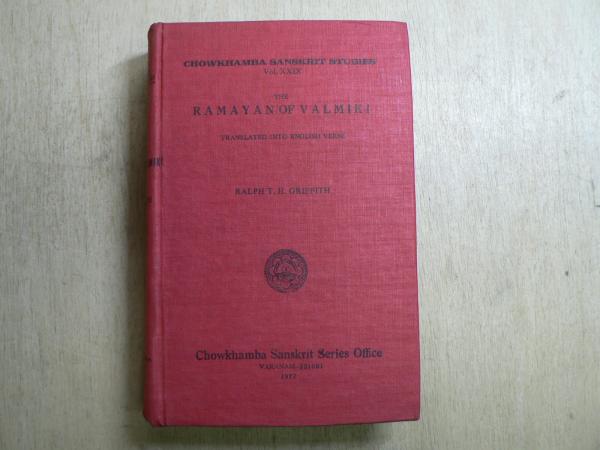 CHOWKHAMBA SANSKRIT STUDIES
Vol. XXIX
THE
RAMAYAN OF VALMIKI
TRANSLATED INTO ENGLISH VERSE
RALPH T. H. GRIFFITH
Chowkhamba Sanskrit Series Office
VARANASI-221001